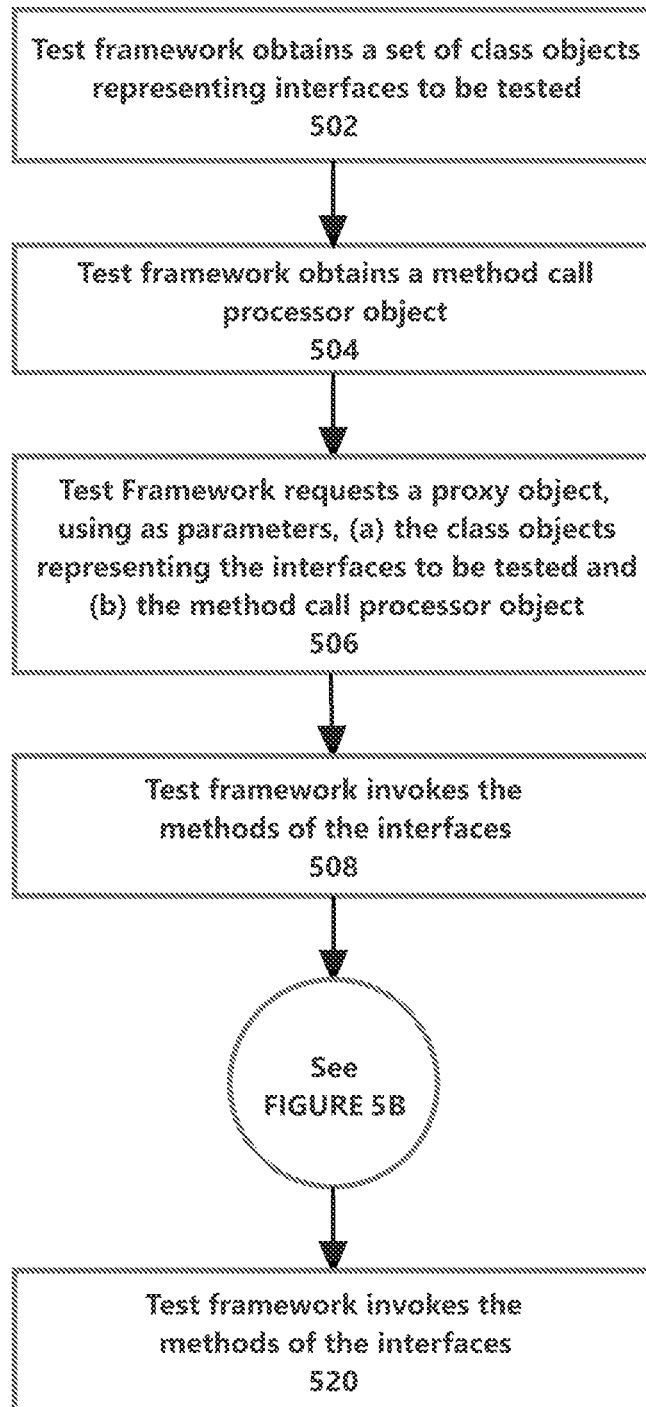 Test framework obtains a set of class objects
representing interfaces to be tested
502
Test framework obtains a method call
processor object
504
Test Framework requests a proxy object,
using as parameters, (a) the class objects
representing the interfaces to be tested and
(b) the method call processor object
506
Test framework invokes the
methods of the interfaces
508
See
FIGURE 5B
Test framework invokes the
methods of the interfaces
520